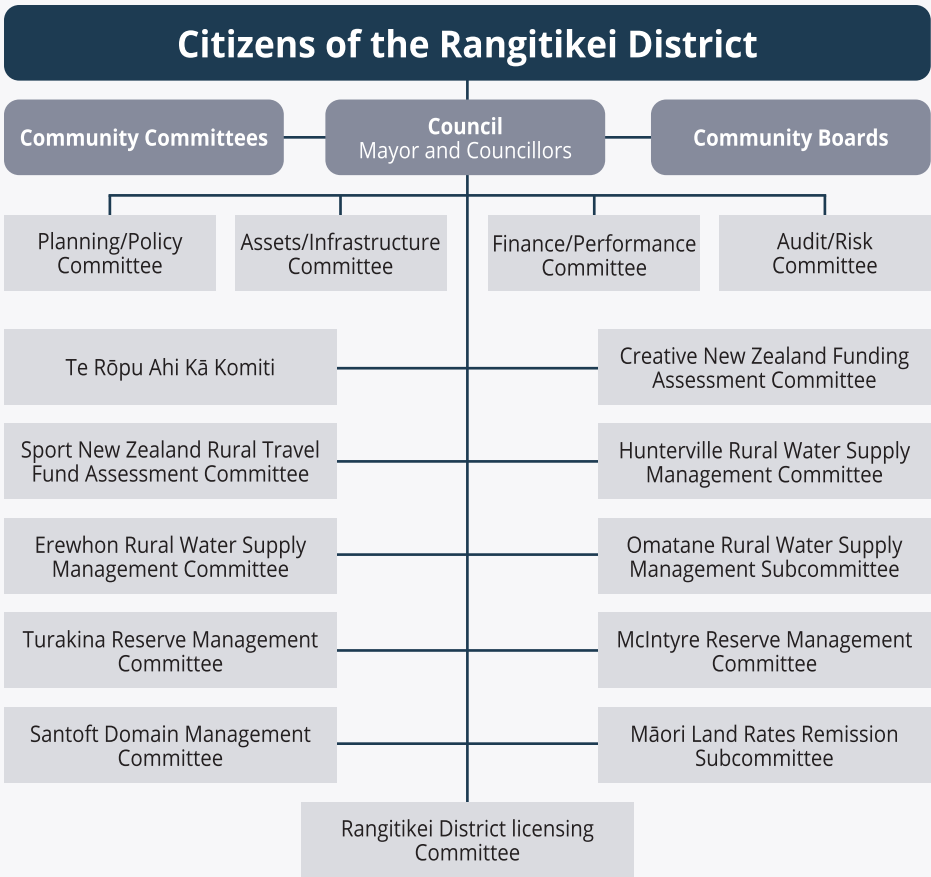 Citizens of the Rangitikei District
Community Committees
Council
Mayor and Councillors
Community Boards
Planning/Policy
Committee
Assets/Infrastructure
Committee
Finance/Performance
Committee
Audit/Risk
Committee
Te Rōpu Ahi Kā Komiti
Creative New Zealand Funding
Assessment Committee
Sport New Zealand Rural Travel
Fund Assessment Committee
Hunterville Rural Water Supply
Management Committee
Erewhon Rural Water Supply
Management Committee
Omatane Rural Water Supply
Management Subcommittee
Turakina Reserve Management
Committee
McIntyre Reserve Management
Committee
Santoft Domain Management
Committee
Māori Land Rates Remission
Subcommittee
Rangitikei District licensing
Committee